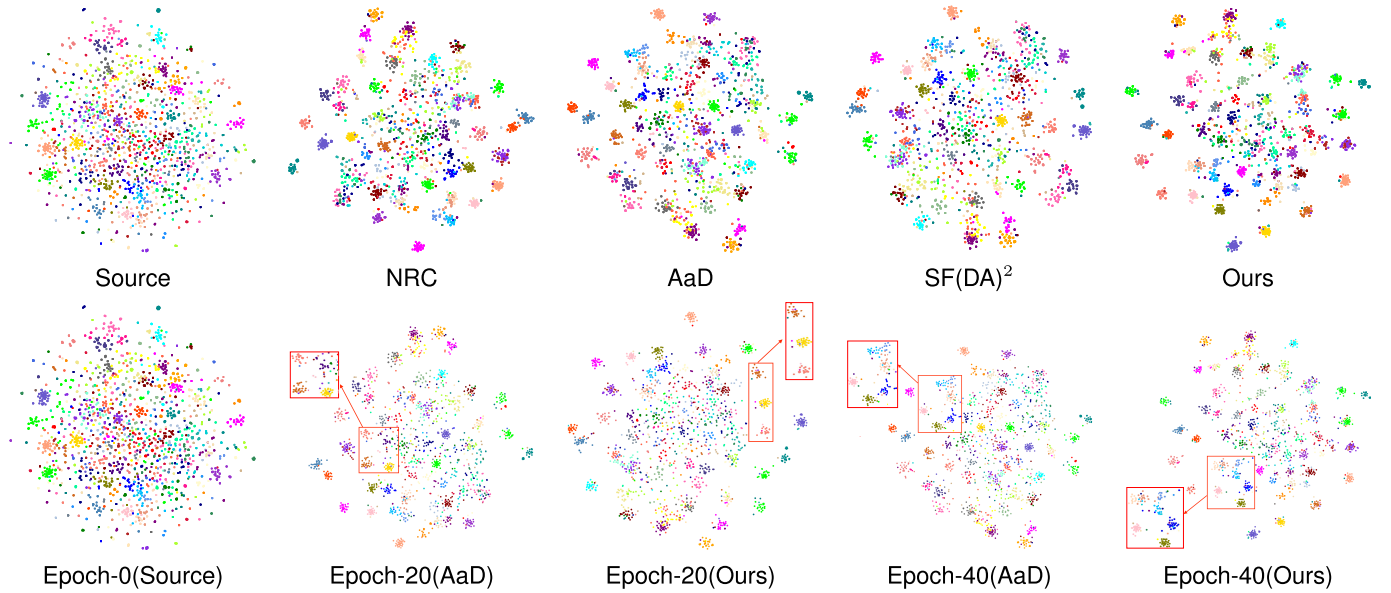 Source
NRC
AaD
SF(DA)²
Ours
Epoch-0(Source)
Epoch-20(AaD)
Epoch-20(Ours)
Epoch-40(AaD)
Epoch-40(Ours)